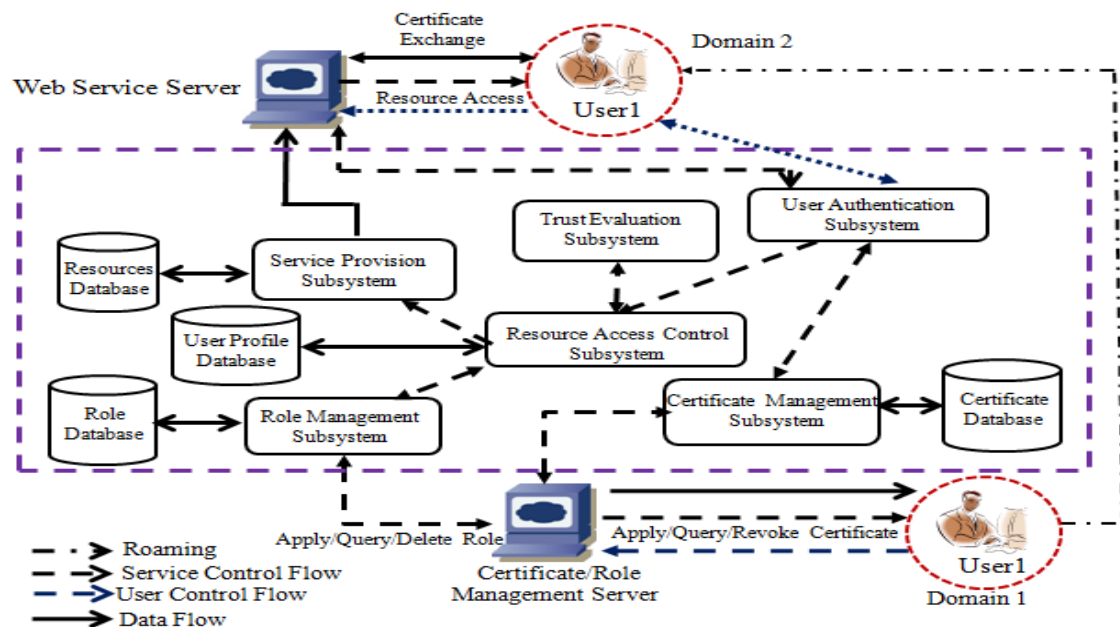 Certificate
Exchange
Domain 2
Web Service Server
Resource Access
User1
User Authentication
Subsystem
Trust Evaluation
Subsystem
Resources
Database
Service Provision
Subsystem
User Profile
Database
Resource Access Control
Subsystem
Role
Database
Role Management
Subsystem
Certificate Management
Subsystem
Certificate
Database
Apply/Query/Delete Role
Apply/Query/Revoke Certificate
Certificate/Role
Management Server
User1
Domain 1
Roaming
Service Control Flow
User Control Flow
Data Flow